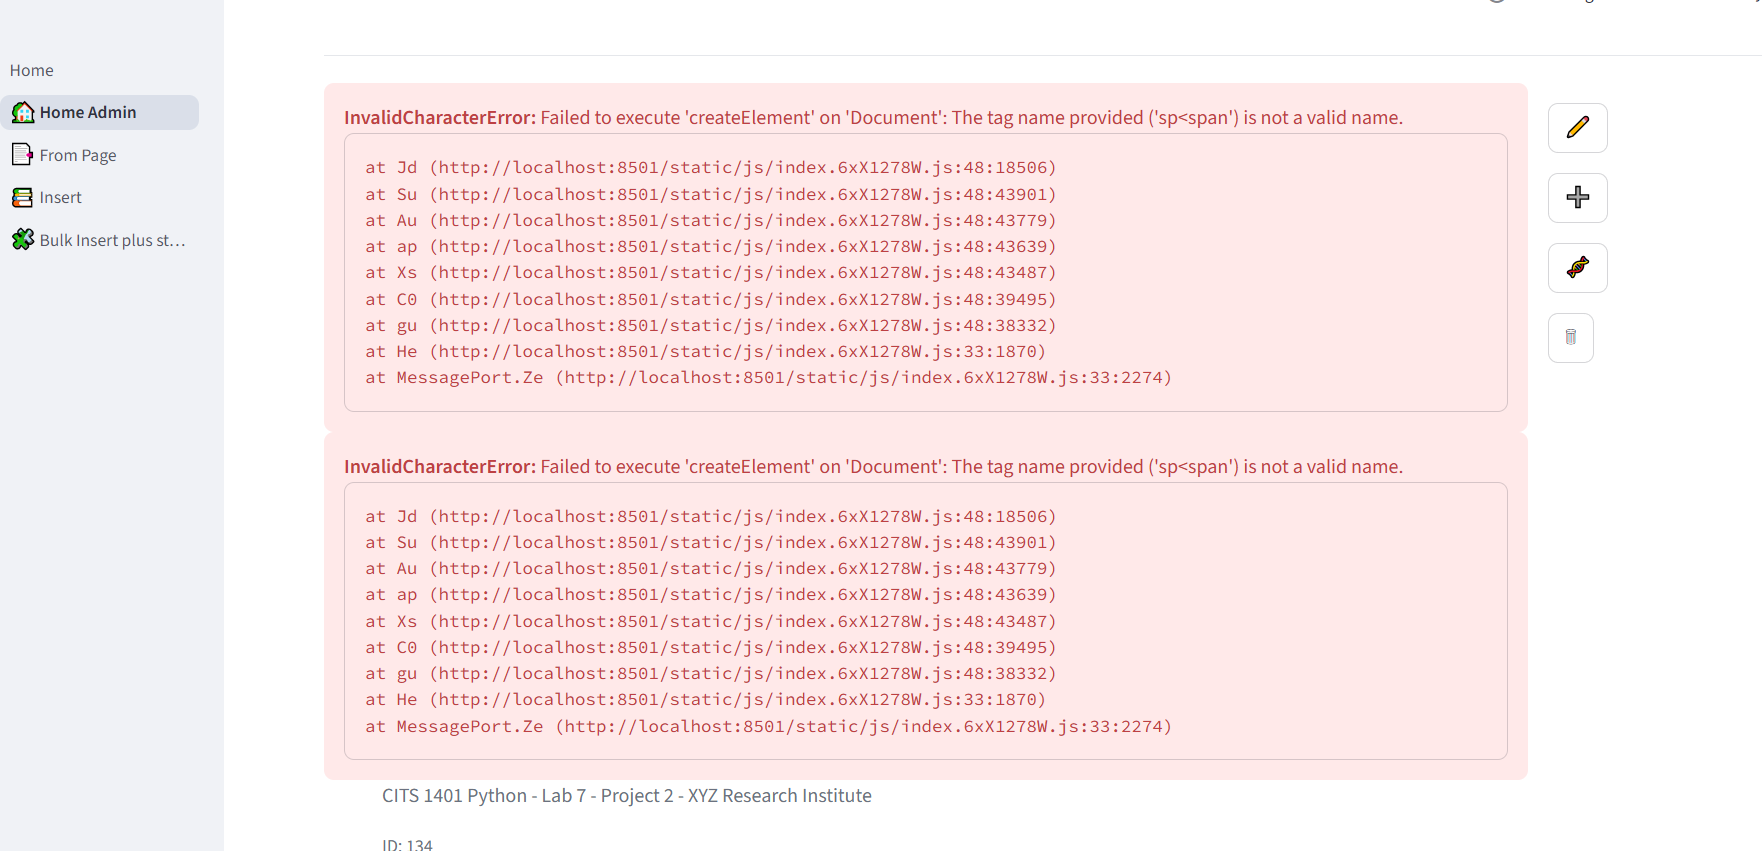 Home
Home Admin
From Page
Insert
Bulk Insert plus st...
InvalidCharacterError: Failed to execute 'createElement' on 'Document': The tag name provided ('sp<span') is not a valid name.
at Jd (http://localhost:8501/static/js/index.6xX1278W.js:48:18506)
at Su (http://localhost:8501/static/js/index.6xX1278W.js:48:43901)
at Au (http://localhost:8501/static/js/index.6xX1278W.js:48:43779)
at ap (http://localhost:8501/static/js/index.6xX1278W.js:48:43639)
at Xs (http://localhost:8501/static/js/index.6xX1278W.js:48:43487)
at C0 (http://localhost:8501/static/js/index.6xX1278W.js:48:39495)
at gu (http://localhost:8501/static/js/index.6xX1278W.js:48:38332)
at He (http://localhost:8501/static/js/index.6xX1278W.js:33:1870)
at MessagePort.Ze (http://localhost:8501/static/js/index.6xX1278W.js:33:2274)
InvalidCharacterError: Failed to execute 'createElement' on 'Document': The tag name provided ('sp<span') is not a valid name.
at Jd (http://localhost:8501/static/js/index.6xX1278W.js:48:18506)
at Su (http://localhost:8501/static/js/index.6xX1278W.js:48:43901)
at Au (http://localhost:8501/static/js/index.6xX1278W.js:48:43779)
at ap (http://localhost:8501/static/js/index.6xX1278W.js:48:43639)
at Xs (http://localhost:8501/static/js/index.6xX1278W.js:48:43487)
at C0 (http://localhost:8501/static/js/index.6xX1278W.js:48:39495)
at gu (http://localhost:8501/static/js/index.6xX1278W.js:48:38332)
at He (http://localhost:8501/static/js/index.6xX1278W.js:33:1870)
at MessagePort.Ze (http://localhost:8501/static/js/index.6xX1278W.js:33:2274)
CITS 1401 Python - Lab 7 - Project 2 - XYZ Research Institute
ID: 134